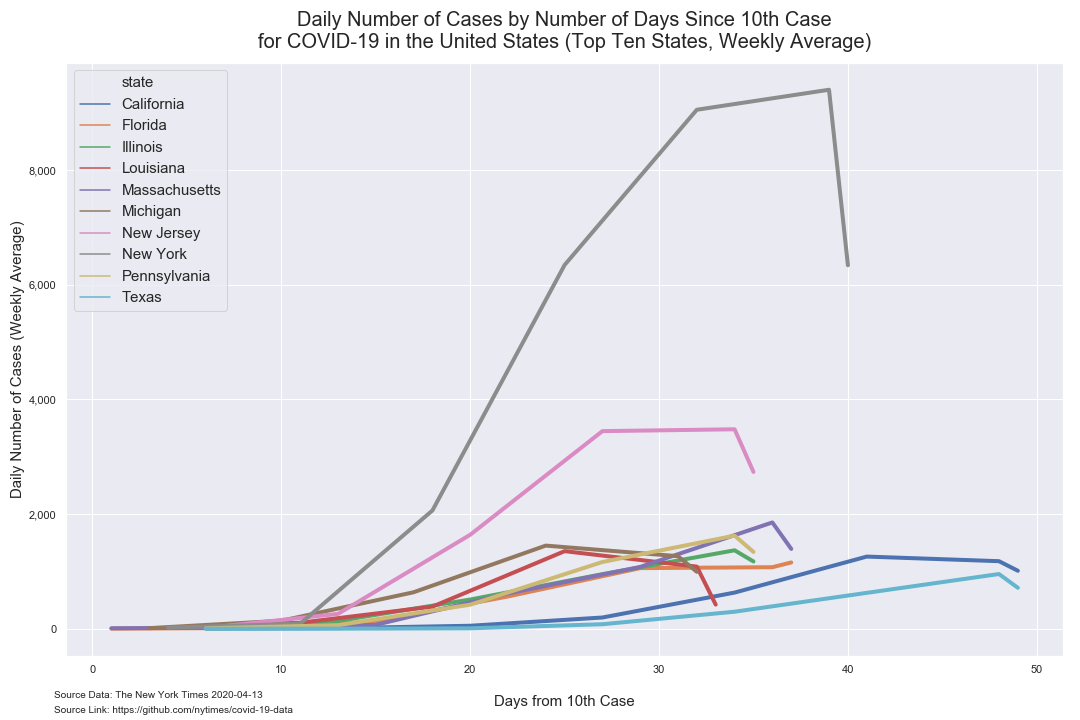 Daily Number of Cases by Number of Days Since 10th Case
for COVID-19 in the United States (Top Ten States, Weekly Average)
state
California
Florida
Illinois
Louisiana
Massachusetts
Michigan
New Jersey
New York
Pennsylvania
Texas
Daily Number of Cases (Weekly Average)
8,000
6,000
4,000
2,000
0
0
10
20
30
40
50
Days from 10th Case
Source Data: The New York Times 2020-04-13
Source Link: https://github.com/nytimes/covid-19-data